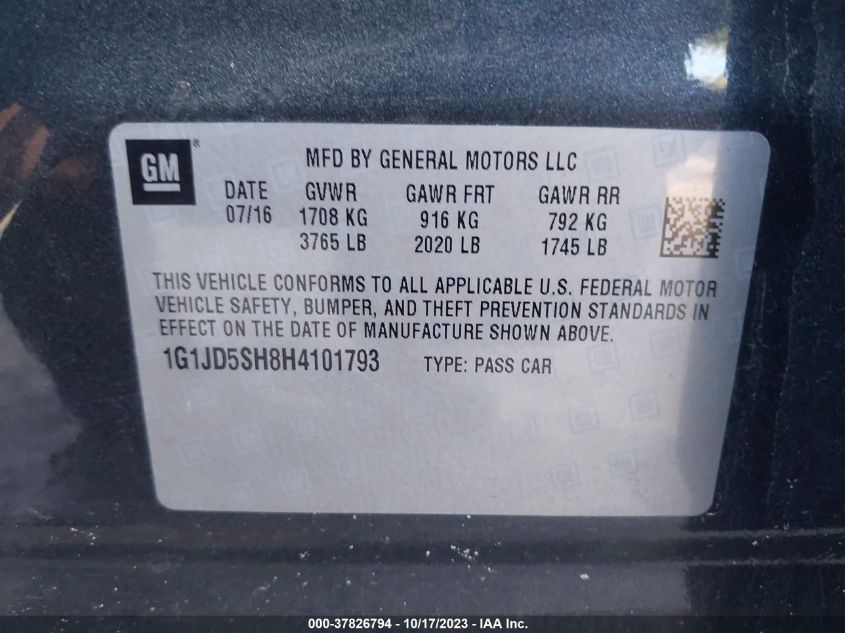 GM ®
MFD BY GENERAL MOTORS LLC
DATE GVWR GAWR FRT GAWR RR
07/16 1708 KG 916 KG 792 KG
3765 LB 2020 LB 1745 LB
THIS VEHICLE CONFORMS TO ALL APPLICABLE U.S. FEDERAL MOTOR
VEHICLE SAFETY, BUMPER, AND THEFT PREVENTION STANDARDS IN
EFFECT ON THE DATE OF MANUFACTURE SHOWN ABOVE.
1G1JD5SH8H4101793 TYPE: PASS CAR
000-37826794 - 10/17/2023 - IAA Inc.